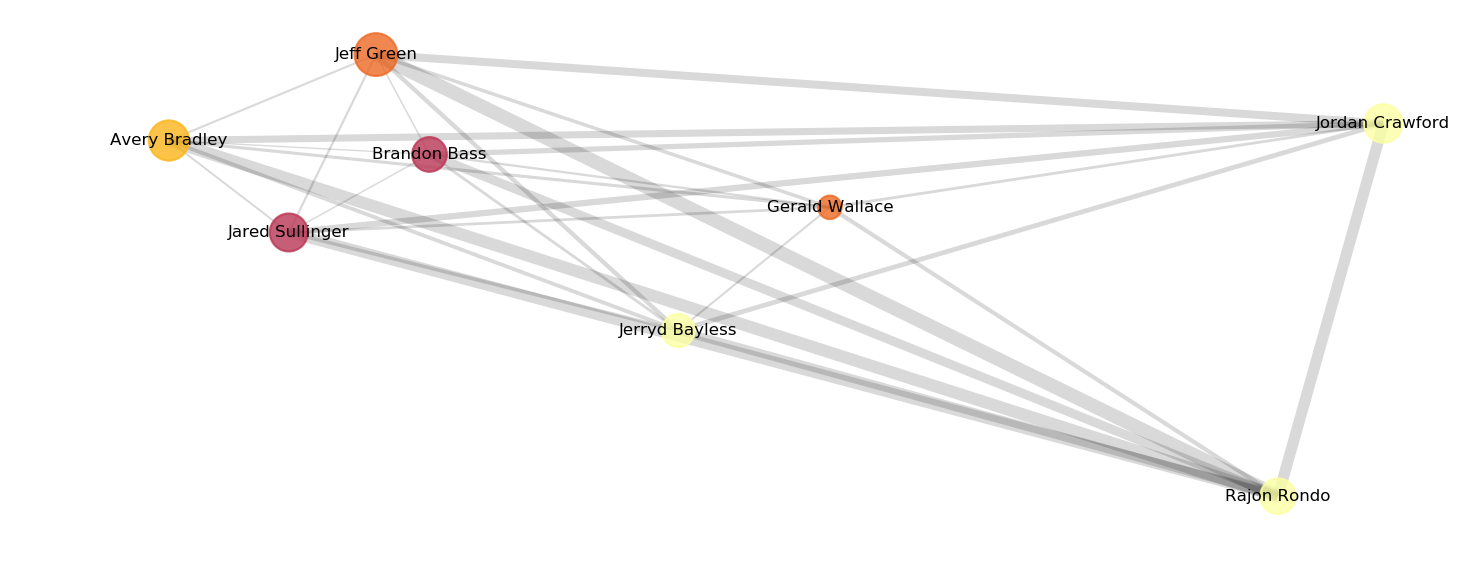 Jeff Green
Jordan Crawford
Avery Bradley
Brandon Bass
Gerald Wallace
Jared Sullinger
Jerryd Bayless
Rajon Rondo